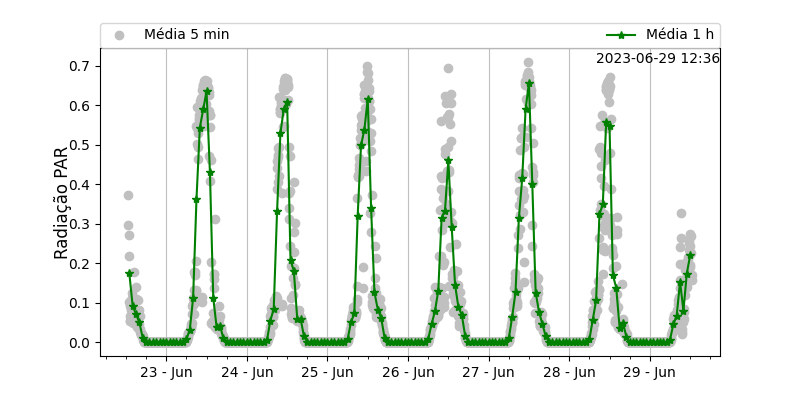 Média 5 min
Média 1 h
2023-06-29 12:36
Radiação PAR
0.7
0.6
0.5
0.4
0.3
0.2
0.1
0.0
23 - Jun
24 - Jun
25 - Jun
26 - Jun
27 - Jun
28 - Jun
29 - Jun